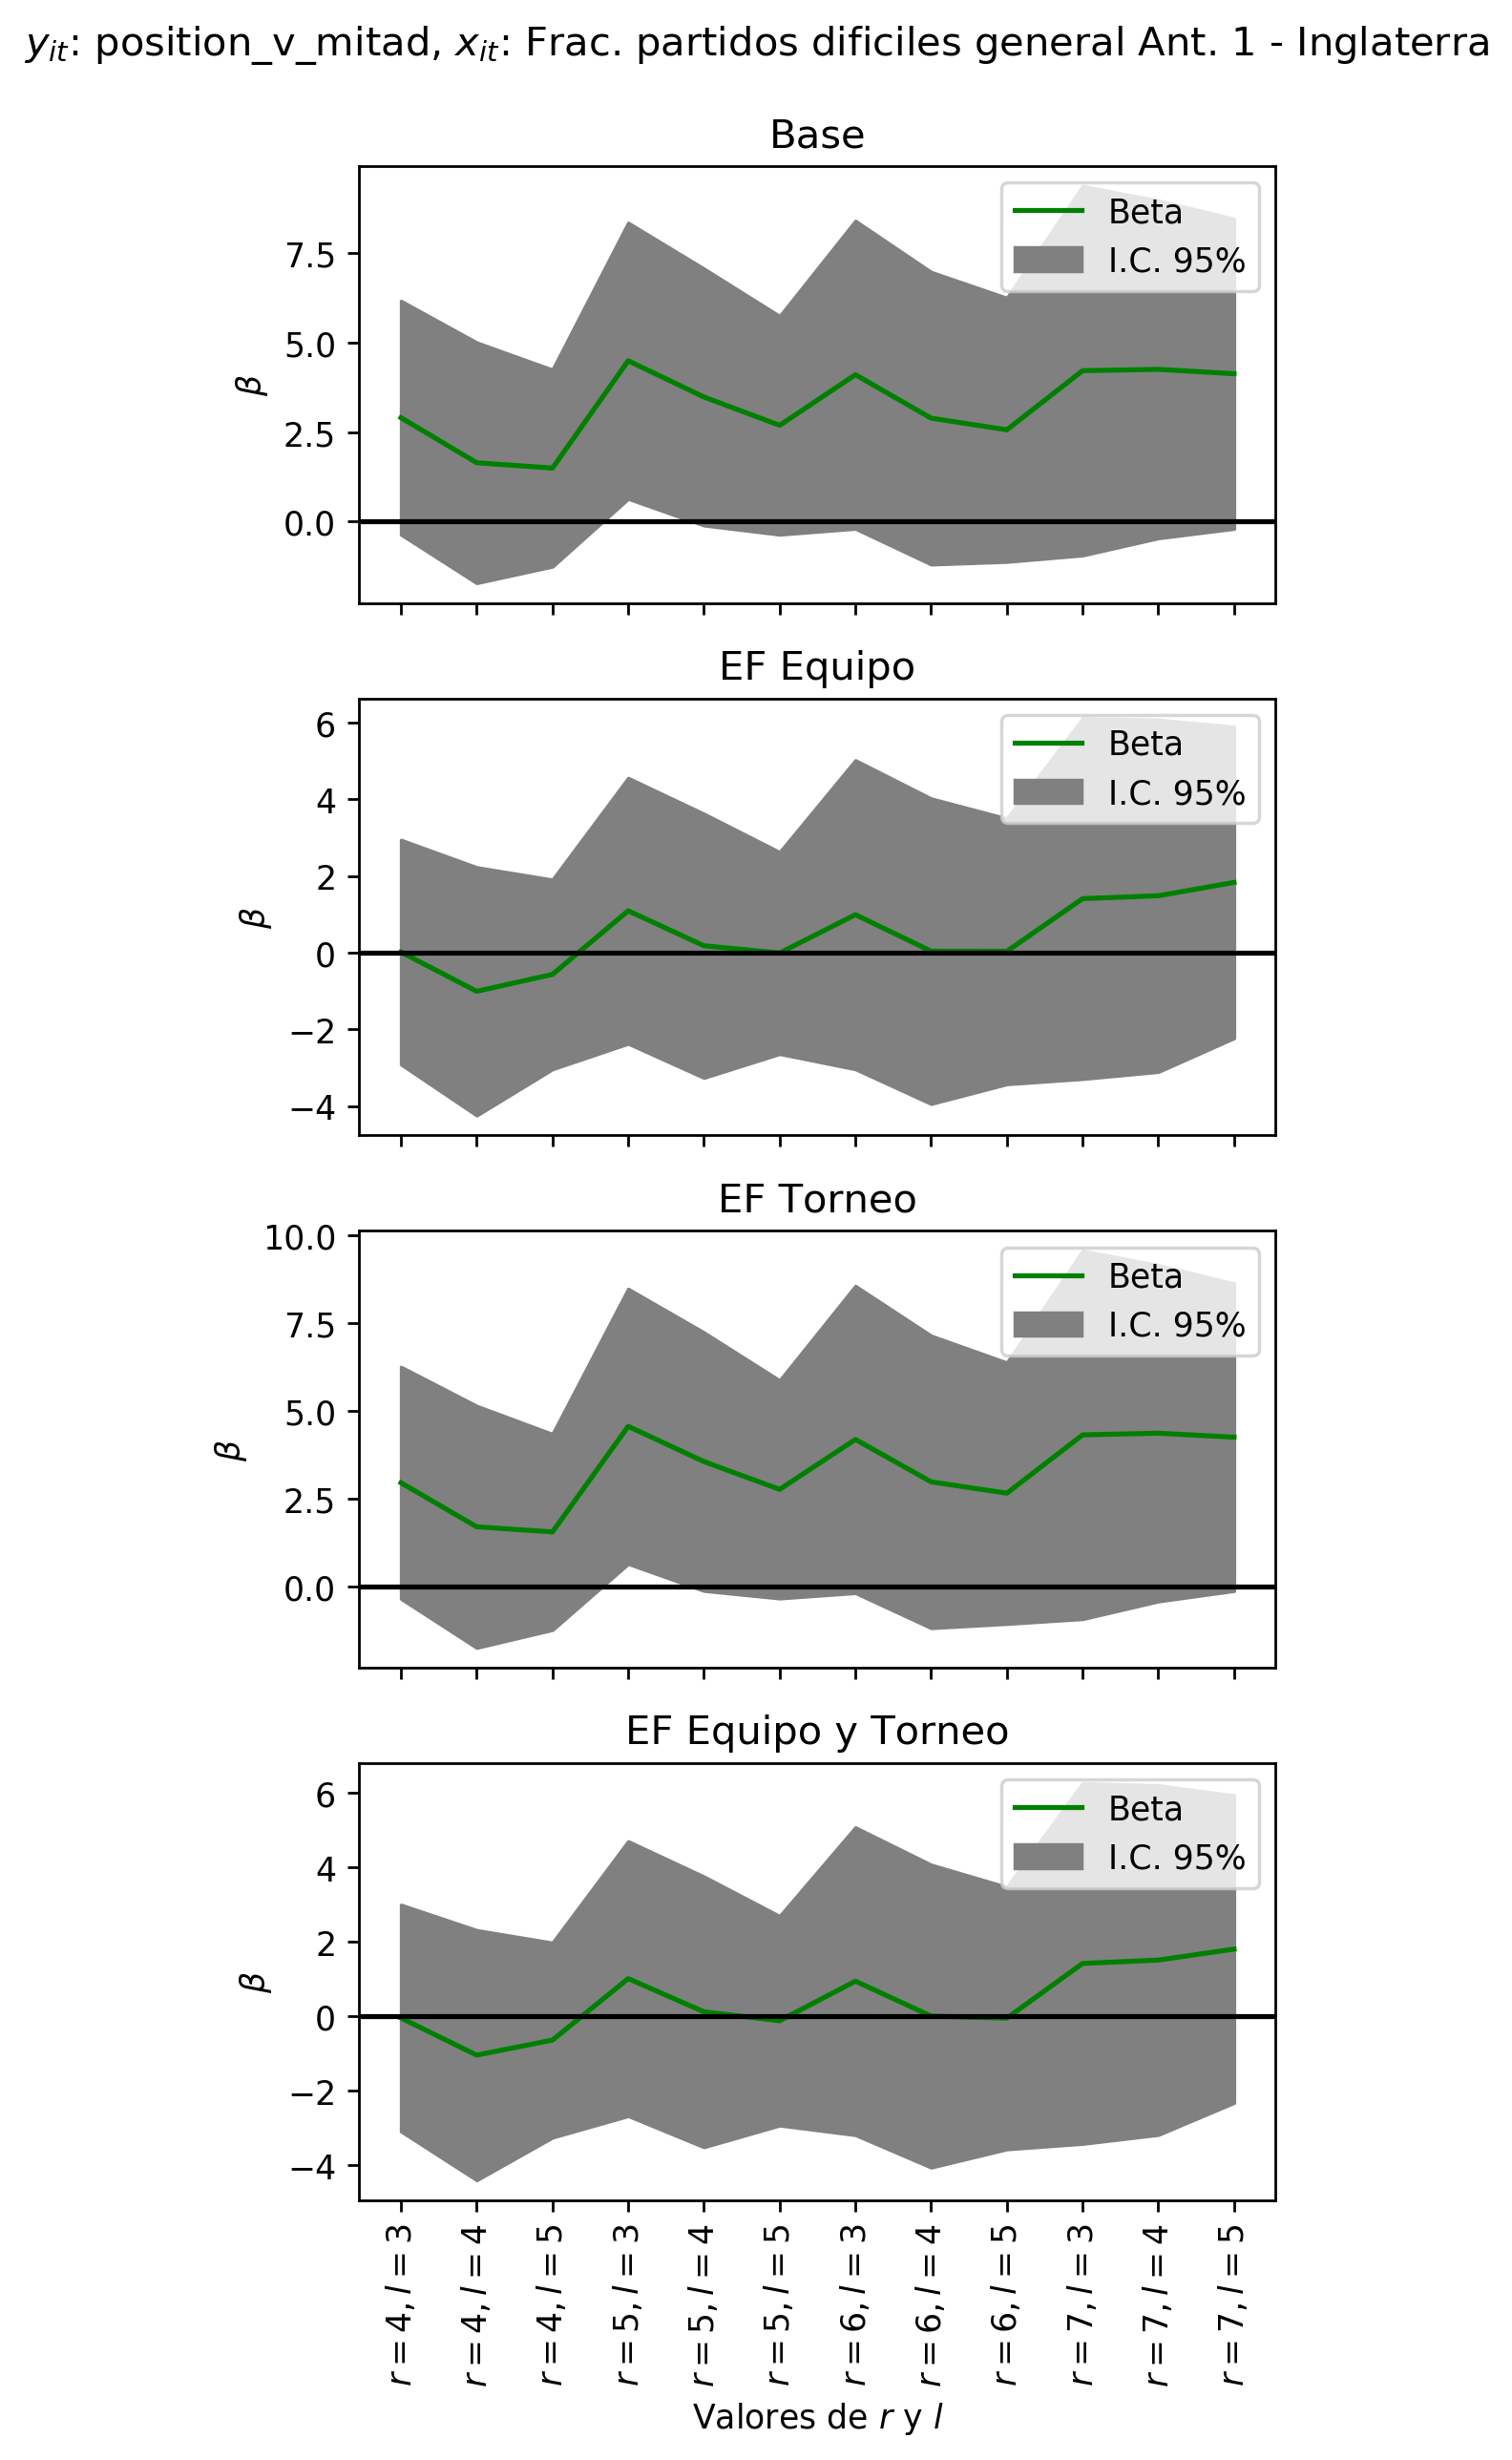 y_it: position_v_mitad, x_it: Frac. partidos dificiles general Ant. 1 - Inglaterra
Base
Beta
I.C. 95%
7.5
5.0
2.5
0.0
β
EF Equipo
Beta
I.C. 95%
6
4
2
0
−2
−4
β
EF Torneo
Beta
I.C. 95%
10.0
7.5
5.0
2.5
0.0
β
EF Equipo y Torneo
Beta
I.C. 95%
6
4
2
0
−2
−4
β
r = 4, l = 3
r = 4, l = 4
r = 4, l = 5
r = 5, l = 3
r = 5, l = 4
r = 5, l = 5
r = 6, l = 3
r = 6, l = 4
r = 6, l = 5
r = 7, l = 3
r = 7, l = 4
r = 7, l = 5
Valores de r y l